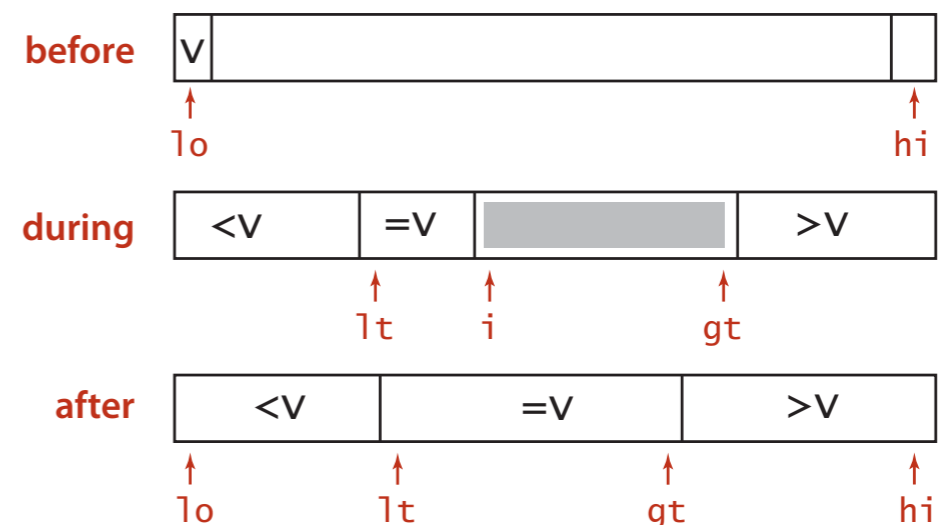 before v
lo hi
during <v =v >v
lt i gt
after <v =v >v
lo lt gt hi